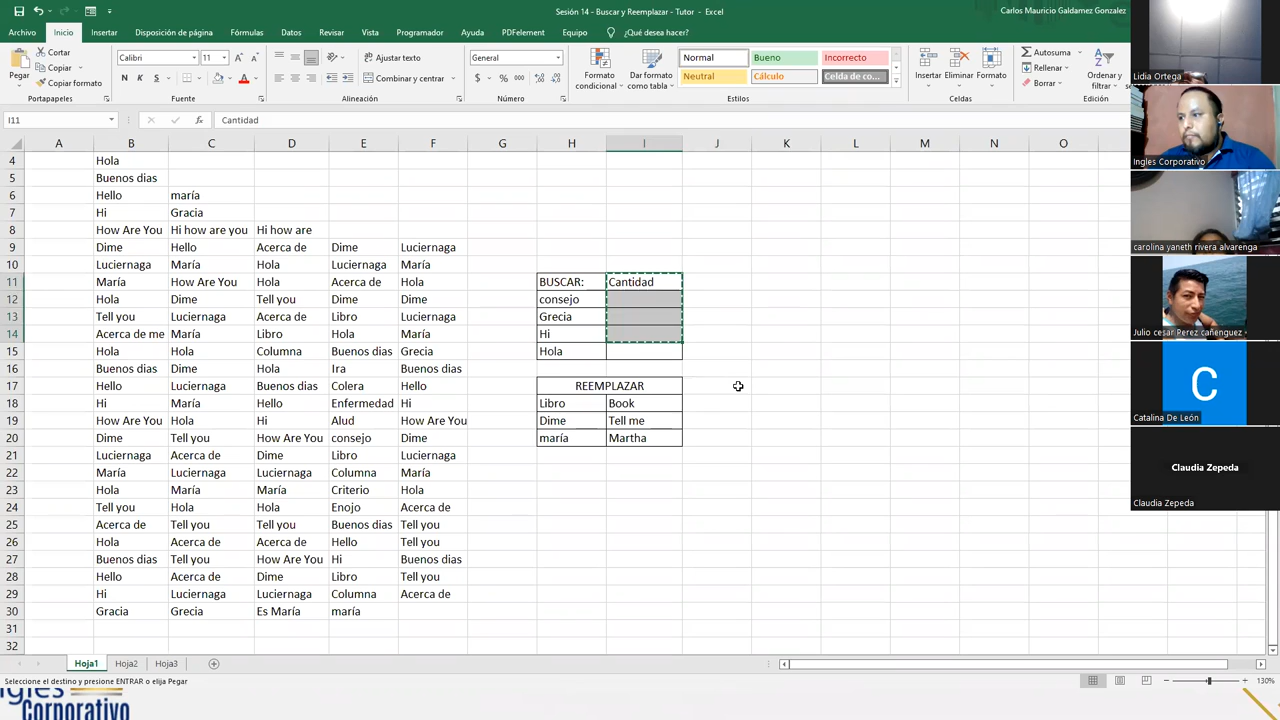 Sesión 14 - Buscar y Reemplazar - Tutor - Excel
Carlos Mauricio Galdamez Gonzalez
Archivo Inicio Insertar Disposición de página Fórmulas Datos Revisar Vista Programador Ayuda PDFelement Equipo ¿Qué desea hacer?
Pegar
Cortar
Copiar
Copiar formato
Portapapeles
Calibri 11
N K S
Fuente
Ajustar texto
Combinar y centrar
Alineación
General
$ % 000
Número
Formato condicional
Dar formato como tabla
Normal Bueno Incorrecto
Neutral Cálculo Celda de co...
Estilos
Insertar Eliminar Formato
Celdas
Autosuma
Rellenar
Borrar
Ordenar y filtrar
Edición
I11 fx Cantidad
A B C D E F G H I J K L M N O
4 Hola
5 Buenos dias
6 Hello maría
7 Hi Gracia
8 How Are You Hi how are you Hi how are
9 Dime Hello Acerca de Dime Luciernaga
10 Luciernaga María Hola Luciernaga María
11 María How Are You Hola Acerca de Hola BUSCAR: Cantidad
12 Hola Dime Tell you Dime Dime consejo
13 Tell you Luciernaga Acerca de Libro Luciernaga Grecia
14 Acerca de me María Libro Hola María Hi
15 Hola Hola Columna Buenos dias Grecia Hola
16 Buenos dias Dime Hola Ira Buenos dias
17 Hello Luciernaga Buenos dias Colera Hello REEMPLAZAR
18 Hi María Hello Enfermedad Hi Libro Book
19 How Are You Hola Hi Alud How Are You Dime Tell me
20 Dime Tell you How Are You consejo Dime maría Martha
21 Luciernaga Acerca de Dime Libro Luciernaga
22 María Luciernaga Luciernaga Columna María
23 Hola María María Criterio Hola
24 Tell you Hola Hola Enojo Acerca de
25 Acerca de Tell you Tell you Buenos dias Tell you
26 Hola Acerca de Acerca de Hello Tell you
27 Buenos dias Tell you How Are You Hi Buenos dias
28 Hello Acerca de Dime Libro Tell you
29 Hi Luciernaga Luciernaga Columna Acerca de
30 Gracia Grecia Es María maría
31
32
Hoja1 Hoja2 Hoja3
Seleccione el destino y presione ENTRAR o elija Pegar
130%
Ingles
Corporativo
Lidia Ortega
Ingles Corporativo
carolina yaneth rivera alvarenga
Julio cesar Perez cañenguez
C
Catalina De León
Claudia Zepeda
Claudia Zepeda